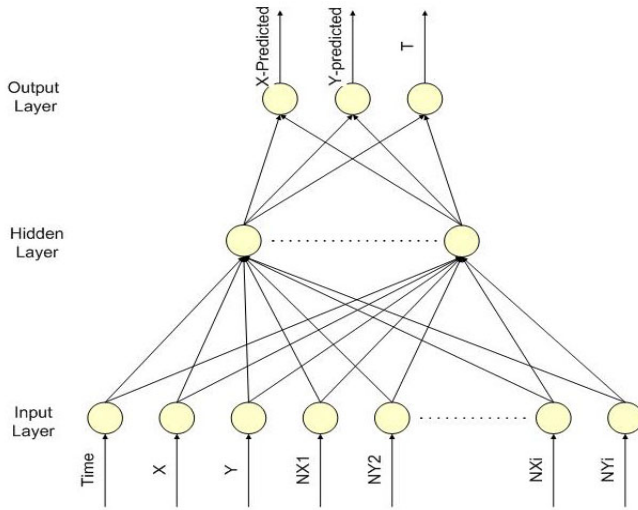 X-Predicted
Y-predicted
T
Output
Layer
Hidden
Layer
Input
Layer
Time
X
Y
NX1
NY2
NXi
NYi